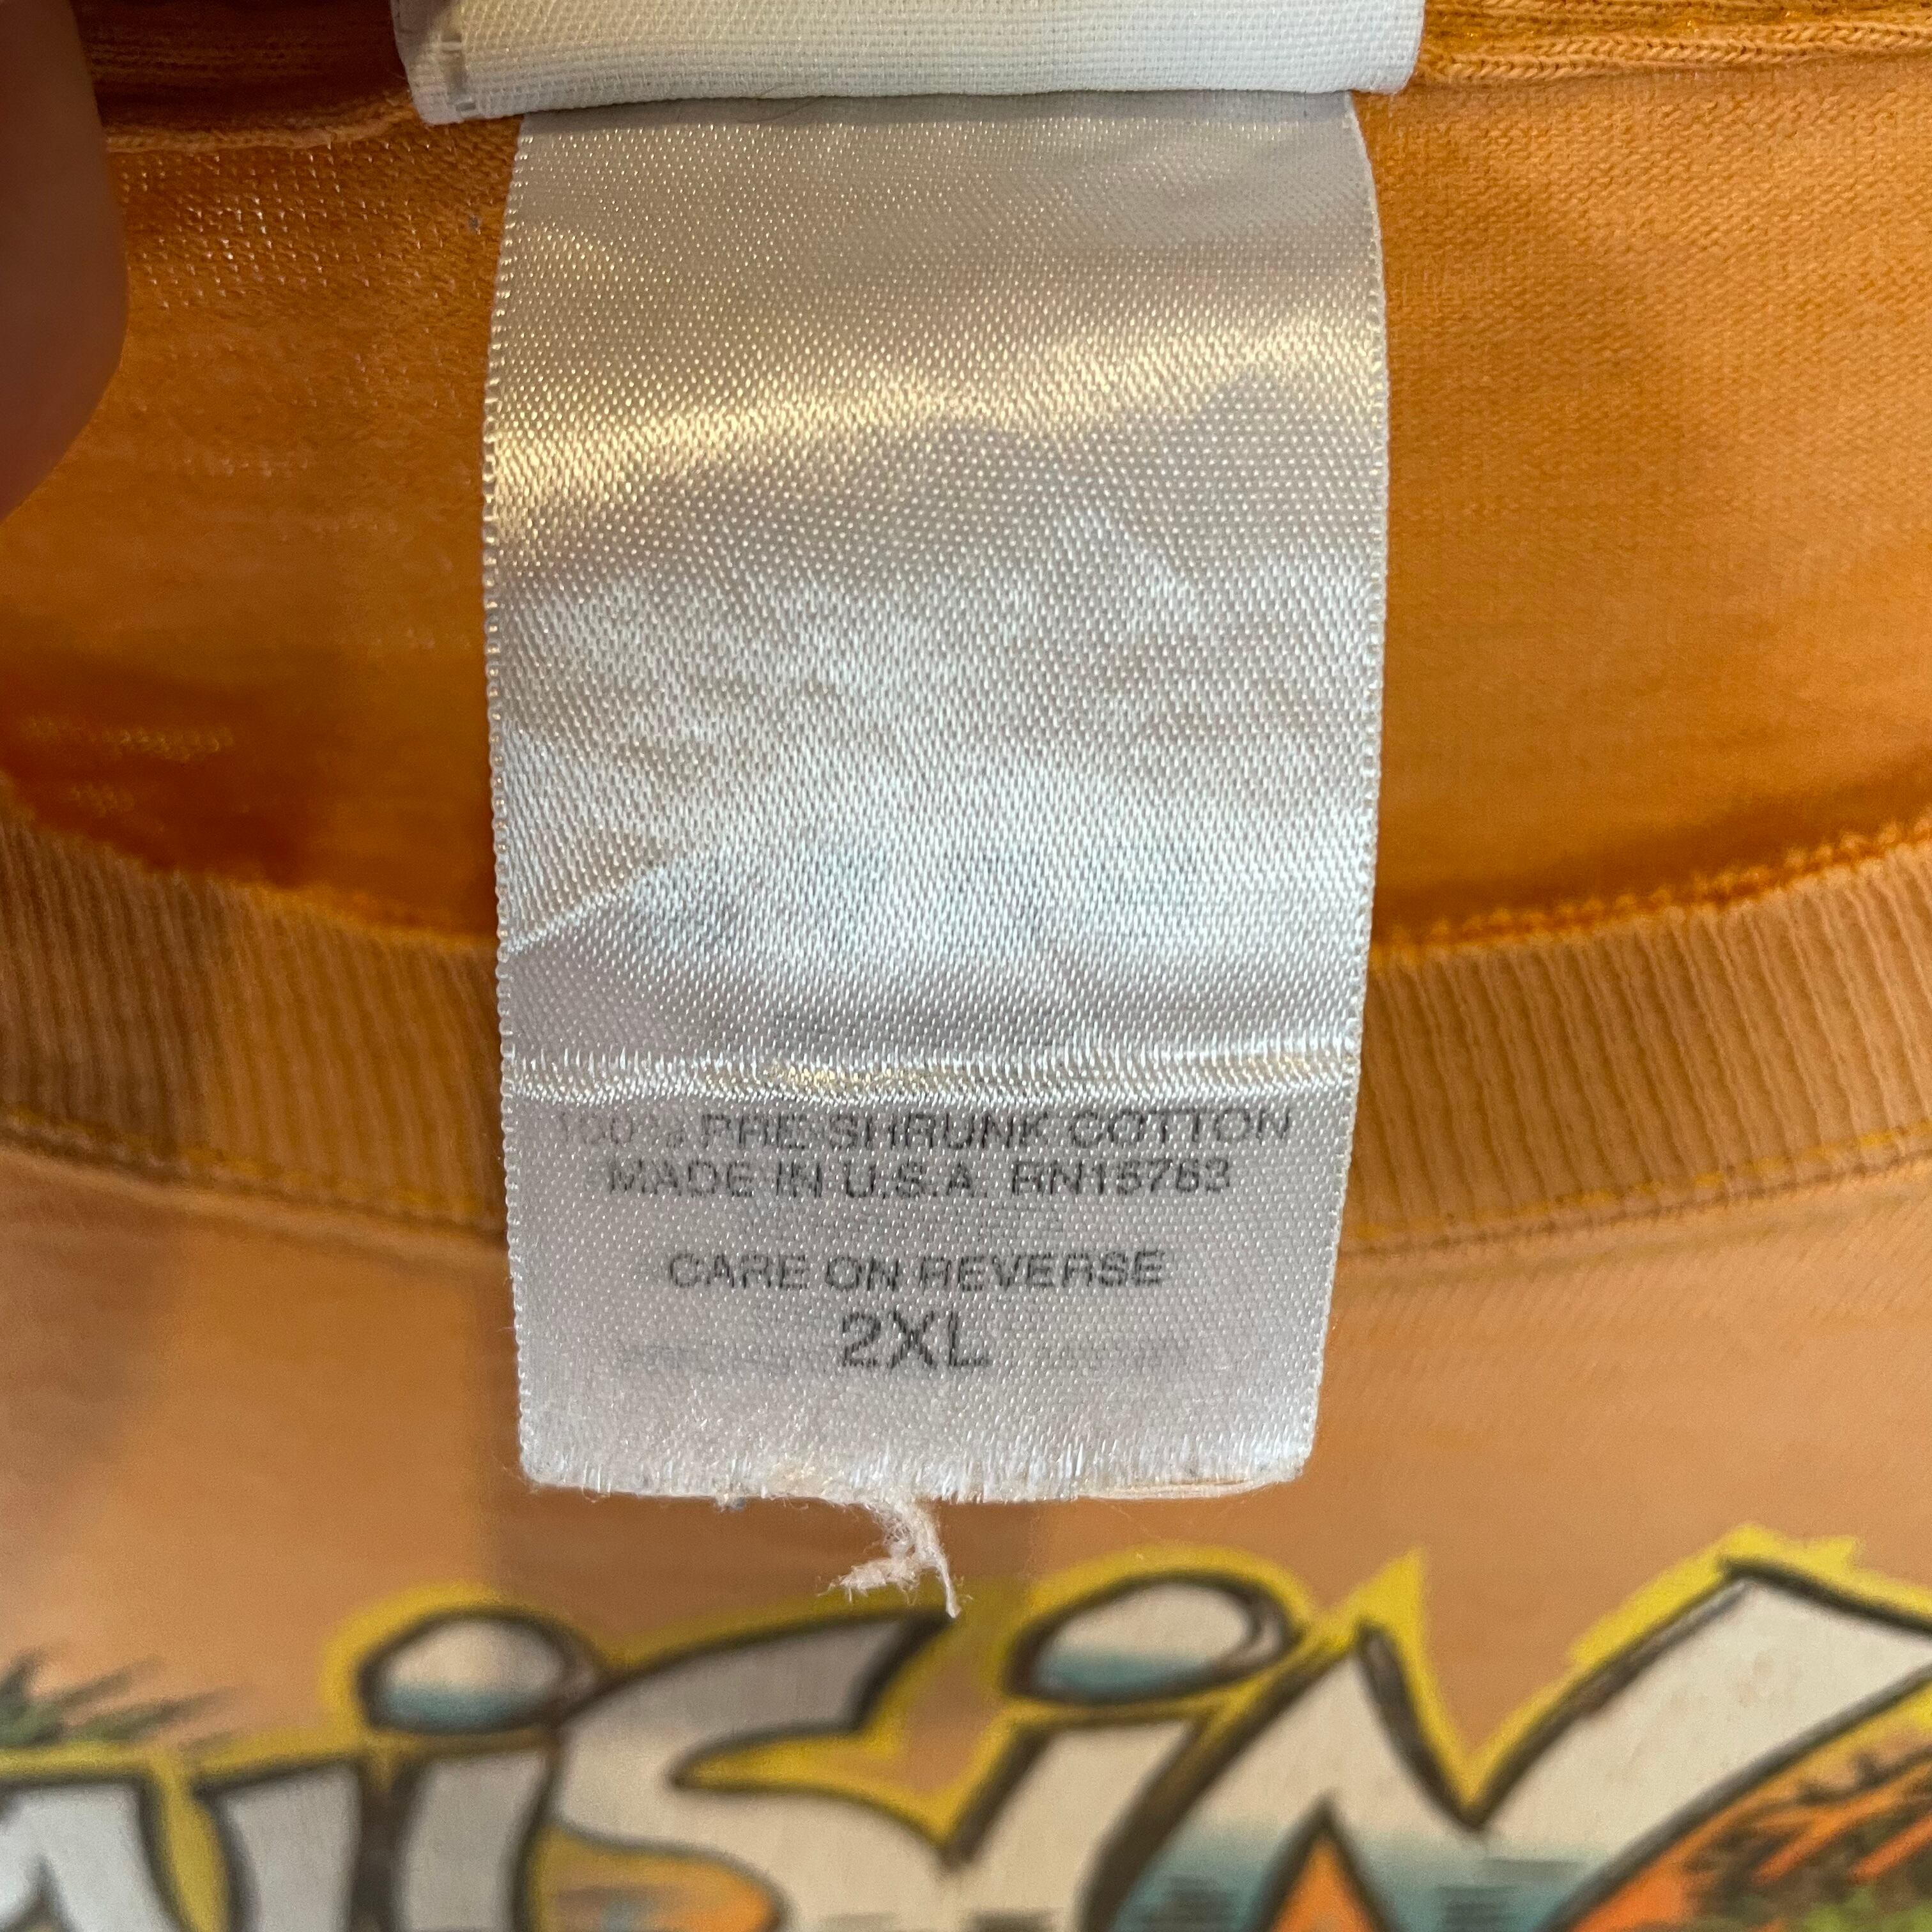 100% PRE-SHRUNK COTTON
MADE IN U.S.A. RN15763
CARE ON REVERSE
2XL